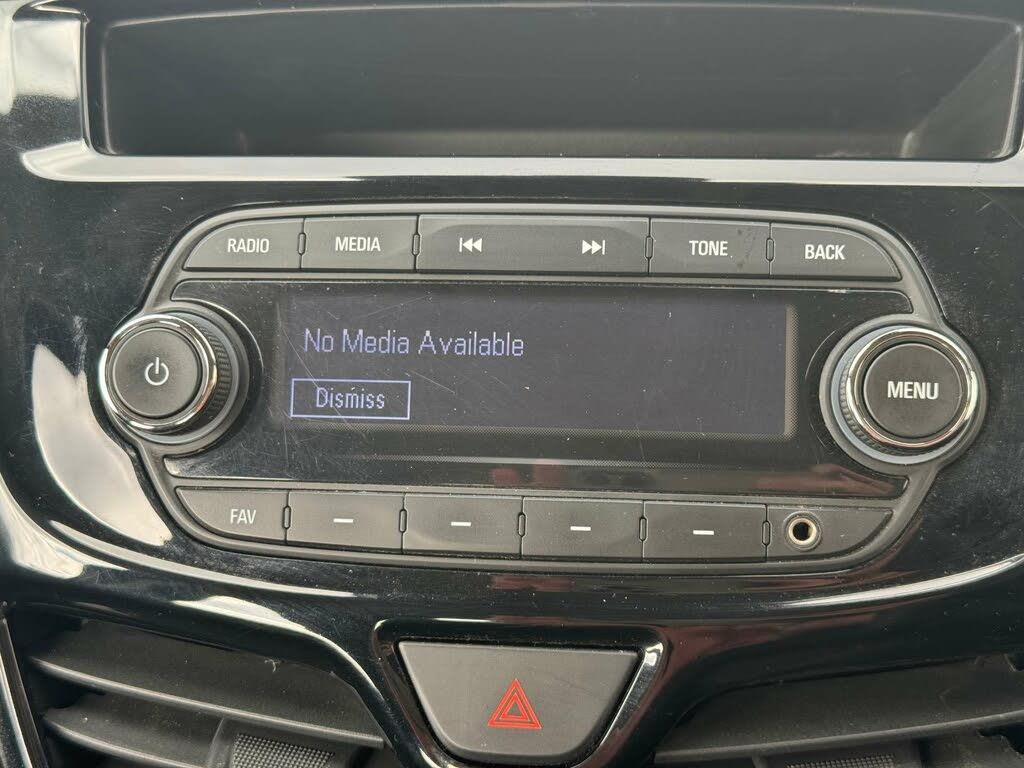 RADIO MEDIA TONE BACK
No Media Available
Dismiss
MENU
FAV